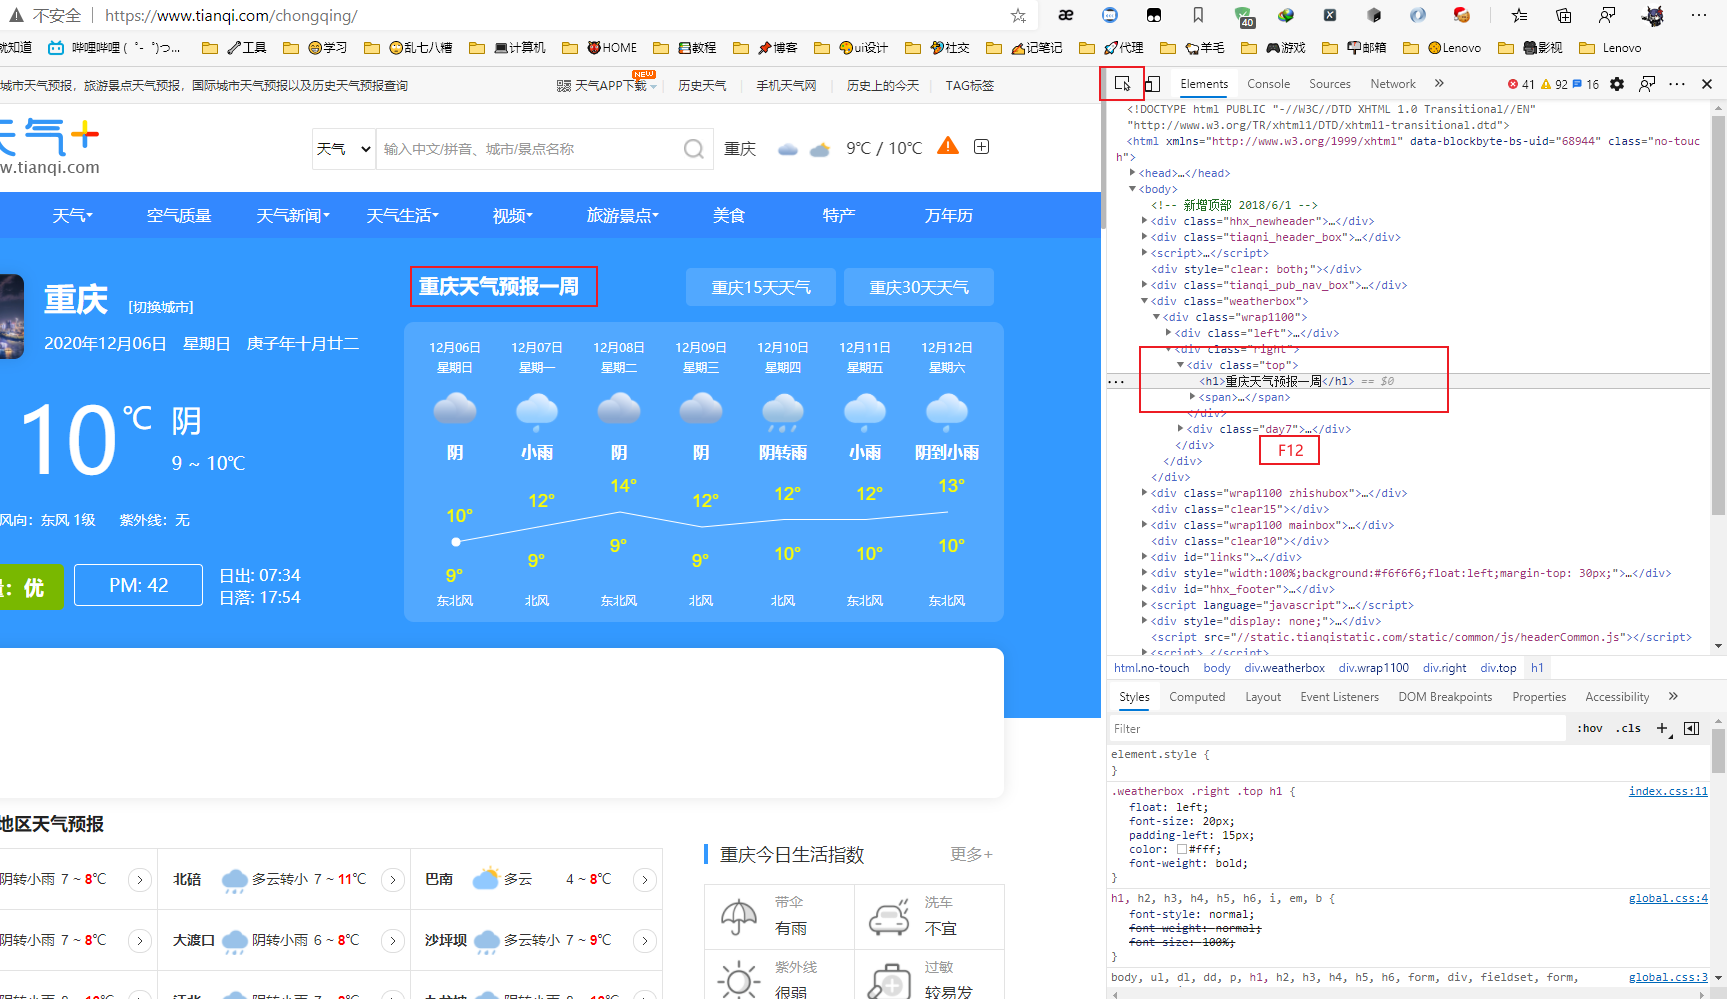 不安全 https://www.tianqi.com/chongqing/
40
就知道 哔哩哔哩 ( ゜- ゜)つ... 工具 学习 乱七八糟 计算机 HOME 教程 博客 ui设计 社交 记笔记 代理 羊毛 游戏 邮箱 Lenovo 影视 Lenovo
城市天气预报，旅游景点天气预报，国际城市天气预报以及历史天气预报查询 天气APP下载 NEW 历史天气 手机天气网 历史上的今天 TAG标签
天气+
w.tianqi.com
天气 输入中文/拼音、城市/景点名称 重庆 9℃ / 10℃
天气 空气质量 天气新闻 天气生活 视频 旅游景点 美食 特产 万年历
重庆 [切换城市]
2020年12月06日 星期日 庚子年十月廿二
10℃ 阴
9 ~ 10℃
风向：东风 1级 紫外线：无
量：优 PM: 42
日出: 07:34
日落: 17:54
重庆天气预报一周 重庆15天天气 重庆30天天气
12月06日 12月07日 12月08日 12月09日 12月10日 12月11日 12月12日
星期日 星期一 星期二 星期三 星期四 星期五 星期六
阴 小雨 阴 阴 阴转雨 小雨 阴到小雨
10° 12° 14° 12° 12° 12° 13°
9° 9° 9° 9° 10° 10° 10°
东北风 北风 东北风 北风 北风 东北风 东北风
地区天气预报
阴转小雨 7 ~ 8℃ 北碚 多云转小 7 ~ 11℃ 巴南 多云 4 ~ 8℃
阴转小雨 7 ~ 8℃ 大渡口 阴转小雨 6 ~ 8℃ 沙坪坝 多云转小 7 ~ 9℃
重庆今日生活指数 更多+
带伞
有雨
洗车
不宜
紫外线
很弱
过敏
较易发
Elements Console Sources Network » 41 92 16
<!DOCTYPE html PUBLIC "-//W3C//DTD XHTML 1.0 Transitional//EN"
"http://www.w3.org/TR/xhtml1/DTD/xhtml1-transitional.dtd">
<html xmlns="http://www.w3.org/1999/xhtml" data-blockbyte-bs-uid="68944" class="no-touc
h">
<head>…</head>
<body>
<!-- 新增顶部 2018/6/1 -->
<div class="hhx_newheader">…</div>
<div class="tiaqni_header_box">…</div>
<script>…</script>
<div style="clear: both;"></div>
<div class="tianqi_pub_nav_box">…</div>
<div class="weatherbox">
<div class="wrap1100">
<div class="left">…</div>
<div class="right">
<div class="top">
<h1>重庆天气预报一周</h1> == $0
<span>…</span>
</div>
<div class="day7">…</div>
</div>
F12
</div>
</div>
<div class="wrap1100 zhishubox">…</div>
<div class="clear15"></div>
<div class="wrap1100 mainbox">…</div>
<div class="clear10"></div>
<div id="links">…</div>
<div style="width:100%;background:#f6f6f6;float:left;margin-top: 30px;">…</div>
<div id="hhx_footer">…</div>
<script language="javascript">…</script>
<div style="display: none;">…</div>
<script src="//static.tianqistatic.com/static/common/js/headerCommon.js"></script>
<script>…</script>
html.no-touch body div.weatherbox div.wrap1100 div.right div.top h1
Styles Computed Layout Event Listeners DOM Breakpoints Properties Accessibility »
Filter :hov .cls +
element.style {
}
.weatherbox .right .top h1 { index.css:11
float: left;
font-size: 20px;
padding-left: 15px;
color: #fff;
font-weight: bold;
}
h1, h2, h3, h4, h5, h6, i, em, b { global.css:4
font-style: normal;
font-weight: normal;
font-size: 100%;
}
body, ul, dl, dd, p, h1, h2, h3, h4, h5, h6, form, div, fieldset, form, global.css:3